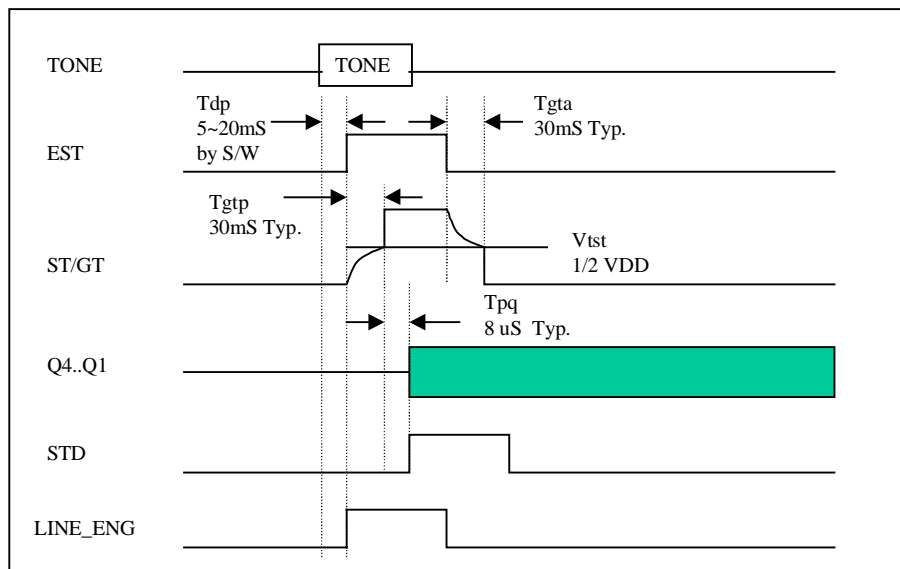 TONE
TONE
Tdp
5~20mS
by S/W
Tgta
30mS Typ.
EST
Tgtp
30mS Typ.
Vtst
1/2 VDD
ST/GT
Tpq
8 uS Typ.
Q4..Q1
STD
LINE_ENG